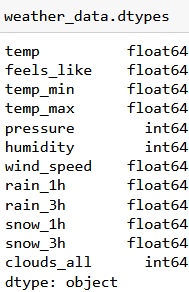 weather_data.dtypes
temp float64
feels_like float64
temp_min float64
temp_max float64
pressure int64
humidity int64
wind_speed float64
rain_1h float64
rain_3h float64
snow_1h float64
snow_3h float64
clouds_all int64
dtype: object